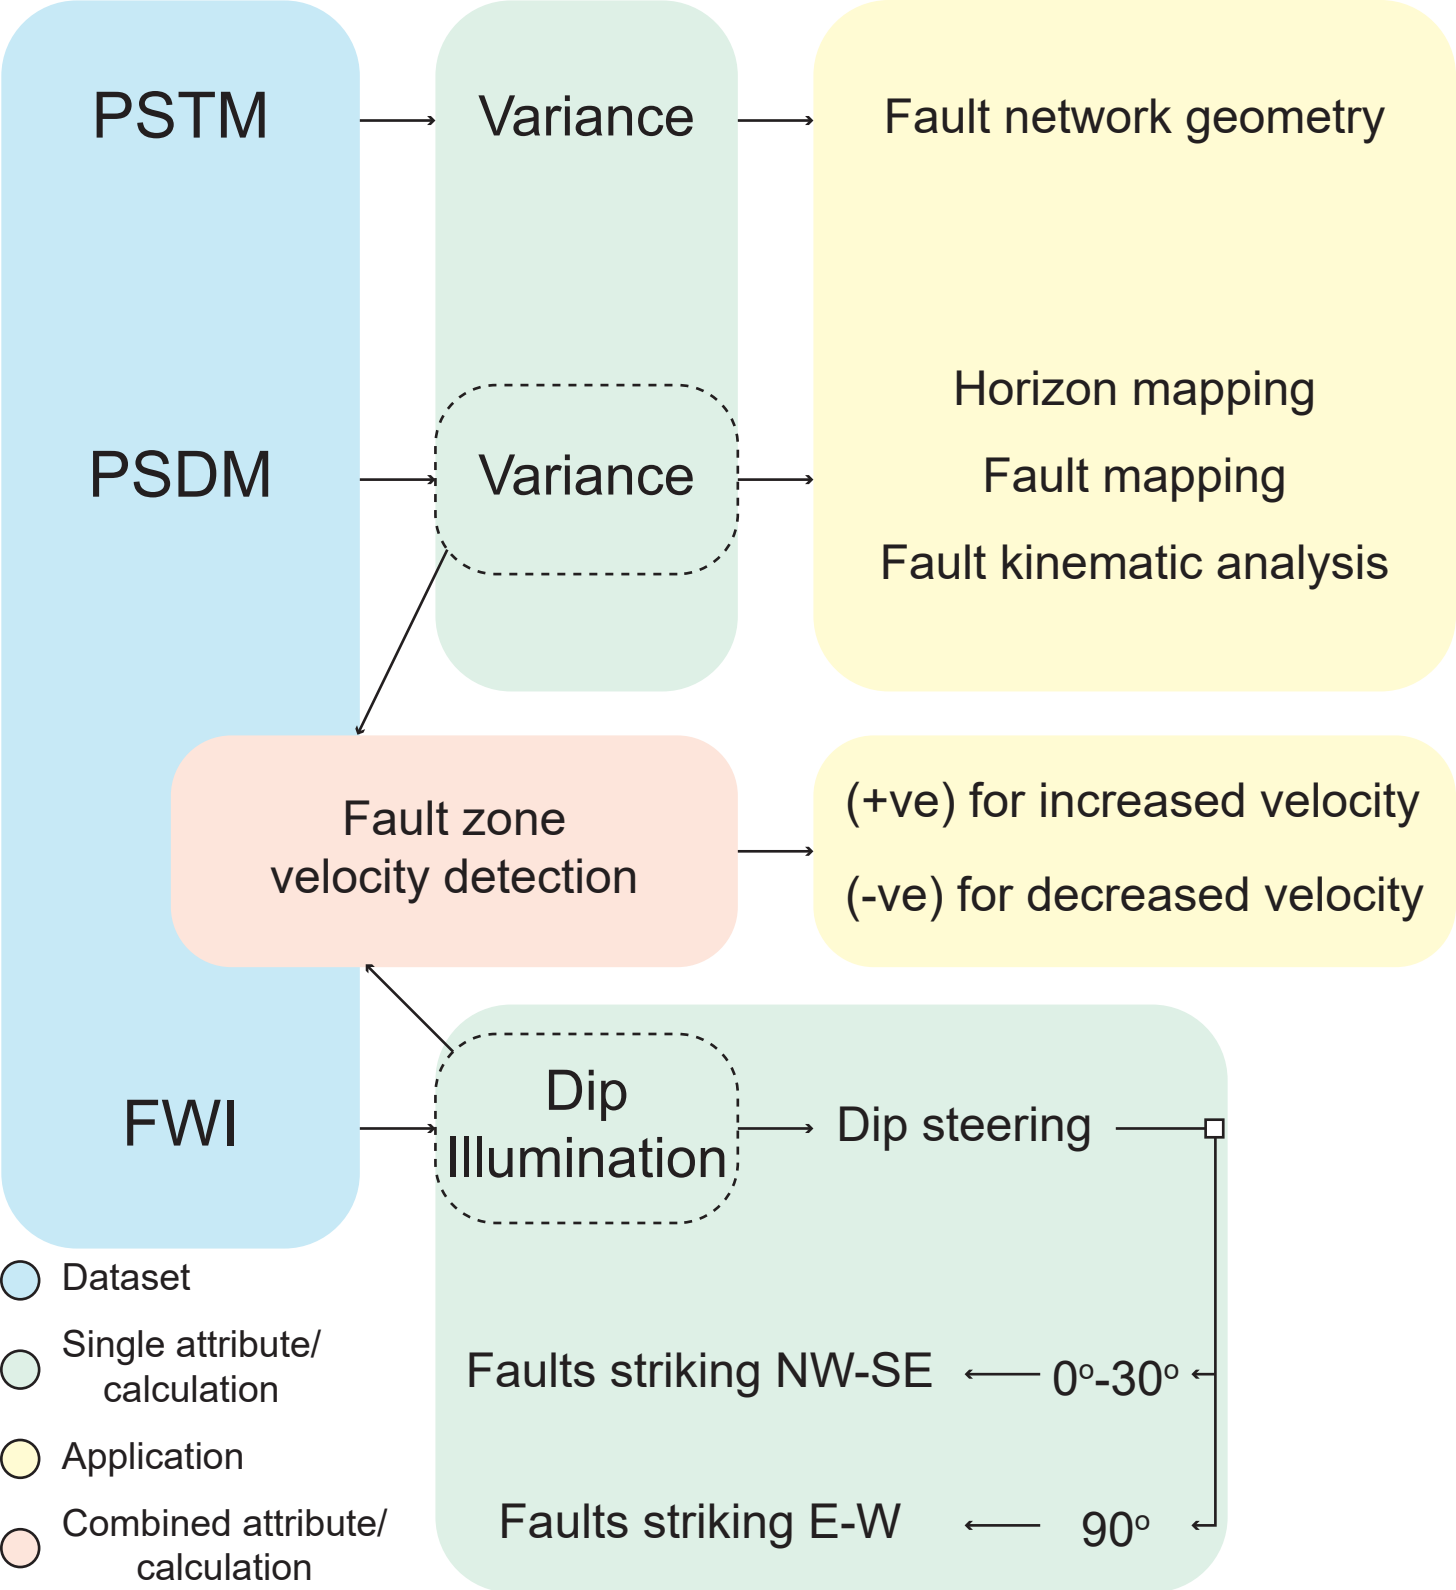 PSTM
Variance
Fault network geometry
PSDM
Variance
Horizon mapping
Fault mapping
Fault kinematic analysis
Fault zone
velocity detection
(+ve) for increased velocity
(-ve) for decreased velocity
FWI
Dip
Illumination
Dip steering
Faults striking NW-SE
0º-30º
Faults striking E-W
90º
Dataset
Single attribute/
calculation
Application
Combined attribute/
calculation